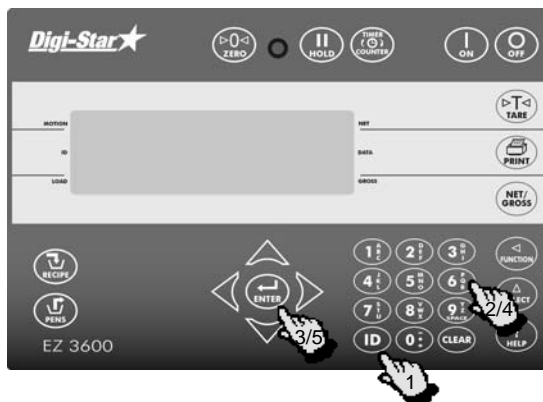 Digi-Star
▷0◁ ZERO
HOLD
TIMER COUNTER
ON
OFF
MOTION
ID
LOAD
NET
DATA
GROSS
▷T◁ TARE
PRINT
NET/ GROSS
RECIPE
PENS
EZ 3600
ENTER
3/5
1 A B C
2 D E F
3 G H I
FUNCTION
4 J K L
5 M N O
6 P Q R
2/4
7 S T U
8 V W X
9 Y Z SPACE
ID
0
CLEAR
HELP
1